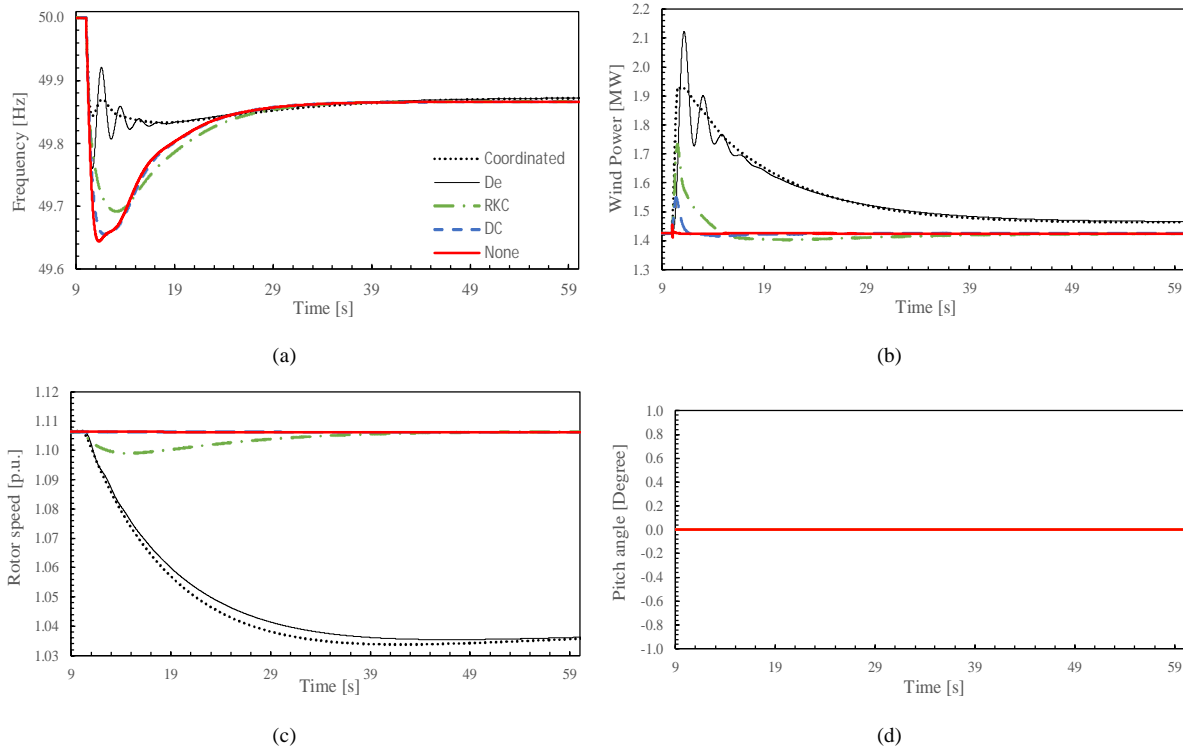 50.0
49.9
49.8
49.7
49.6
Frequency [Hz]
Coordinated
De
RKC
DC
None
9 19 29 39 49 59
Time [s]
(a)
2.2
2.1
2.0
1.9
1.8
1.7
1.6
1.5
1.4
1.3
Wind Power [MW]
9 19 29 39 49 59
Time [s]
(b)
1.12
1.11
1.10
1.09
1.08
1.07
1.06
1.05
1.04
1.03
Rotor speed [p.u.]
9 19 29 39 49 59
Time [s]
(c)
1.0
0.8
0.6
0.4
0.2
0.0
-0.2
-0.4
-0.6
-0.8
-1.0
Pitch angle [Degree]
9 19 29 39 49 59
Time [s]
(d)